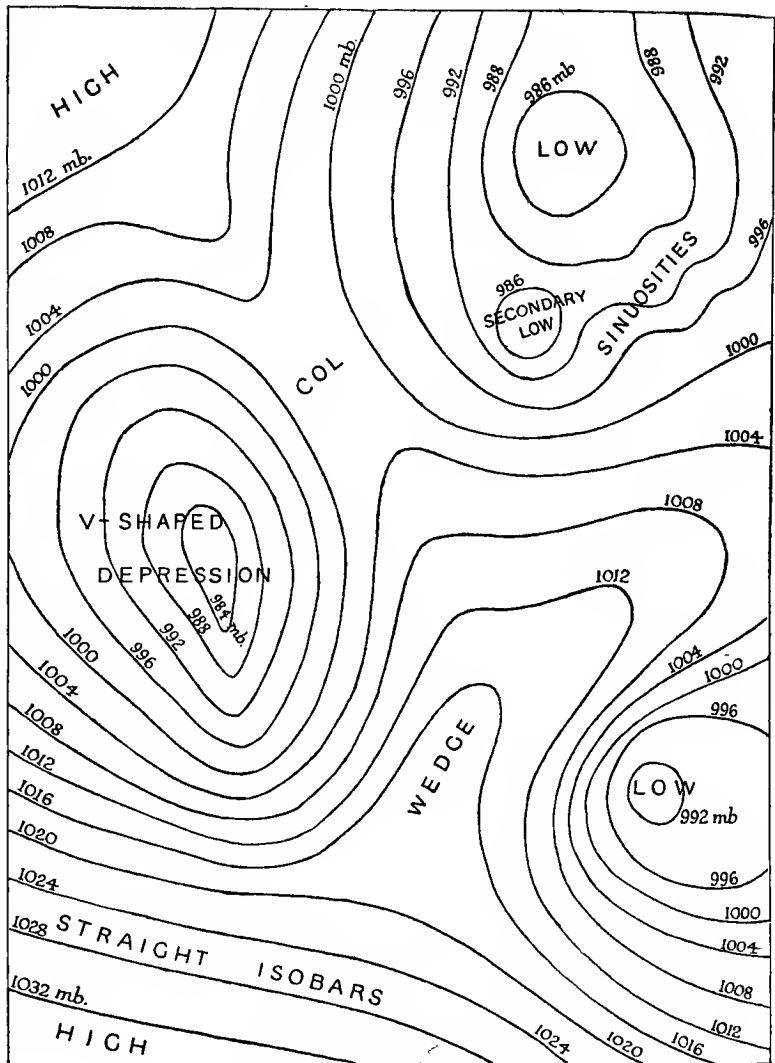 HIGH
1012 mb.
1008
1004
1000
1000 mb.
996
992
988
986 mb
988
992
996
LOW
986
SECONDARY
LOW
SINUOSITIES
1000
1004
COL
1008
1012
V-SHAPED
DEPRESSION
984 mb.
988
992
996
1000
1004
1008
1012
1016
1020
1024
1028
1032 mb.
WEDGE
1004
1000
996
LOW
992 mb
996
1000
1004
1008
1012
1016
1020
1024
STRAIGHT ISOBARS
HIGH